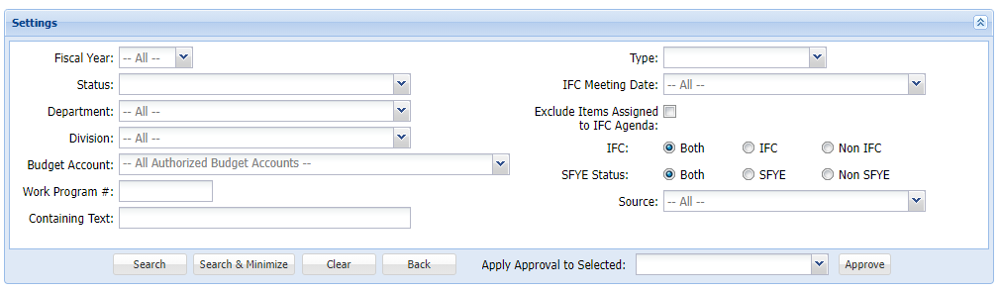 Settings
Fiscal Year: -- All --
Status:
Department: -- All --
Division: -- All --
Budget Account: -- All Authorized Budget Accounts --
Work Program #:
Containing Text:
Type:
IFC Meeting Date: -- All --
Exclude Items Assigned
to IFC Agenda:
IFC: Both IFC Non IFC
SFYE Status: Both SFYE Non SFYE
Source: -- All --
Search Search & Minimize Clear Back Apply Approval to Selected: Approve